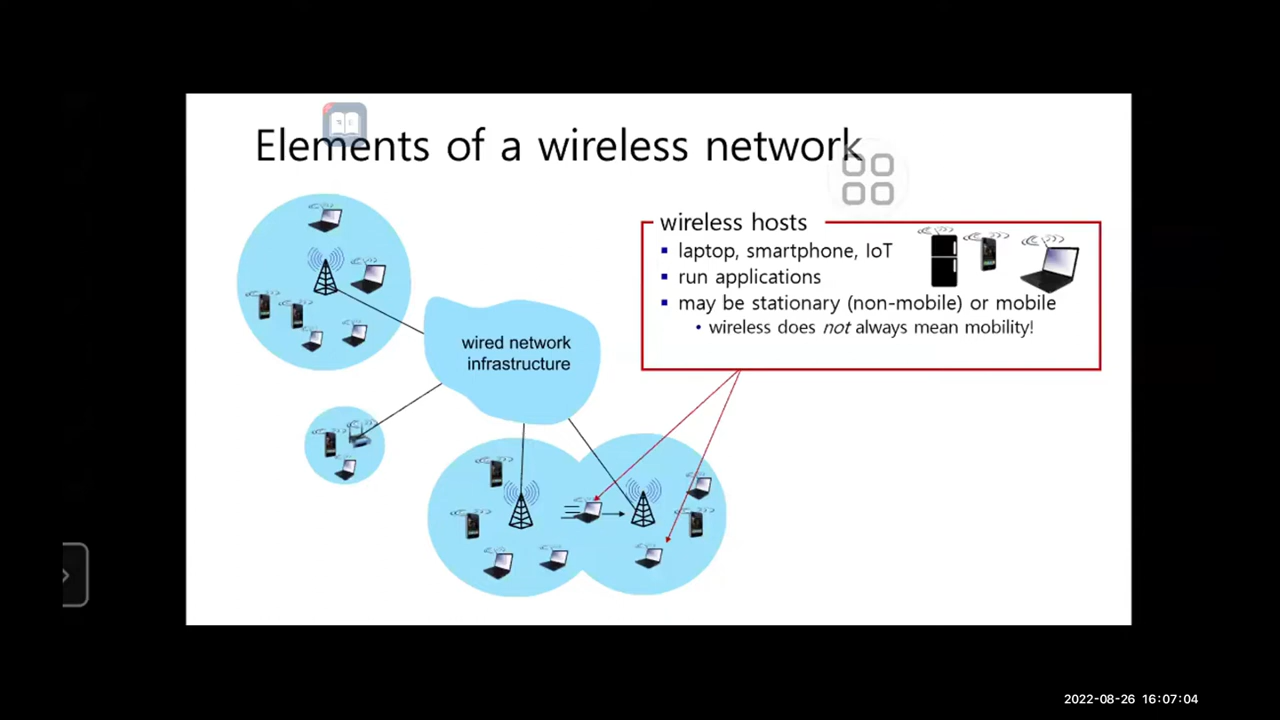 Elements of a wireless network
wireless hosts
▪ laptop, smartphone, IoT
▪ run applications
▪ may be stationary (non-mobile) or mobile
• wireless does not always mean mobility!
wired network
infrastructure
2022-08-26 16:07:04